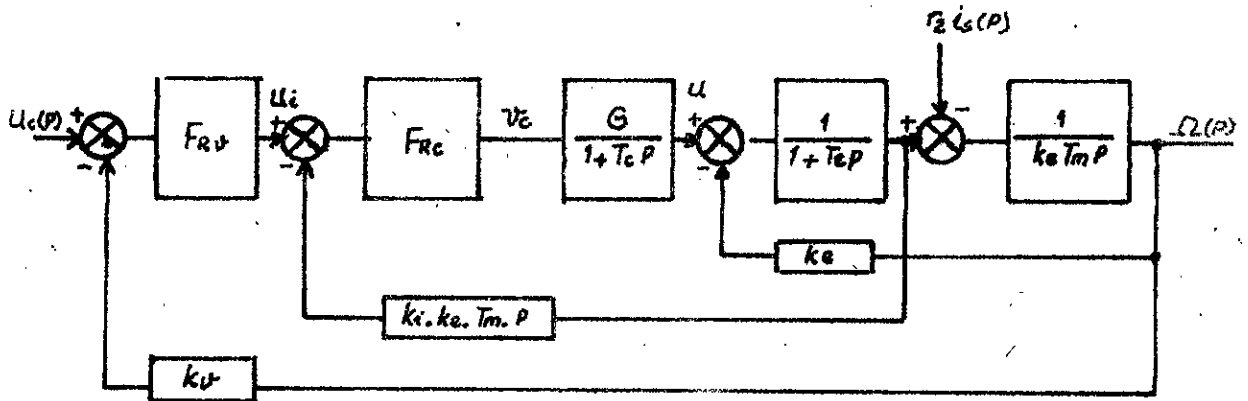 r₂ iₛ(p)
Uc(p) + -
FRv
ui + -
FRc
vc
G / 1 + Tc p
u + -
1 / 1 + Te p
+ -
1 / ke Tm p
Ω(p)
ke
ki. ke. Tm. p
kv